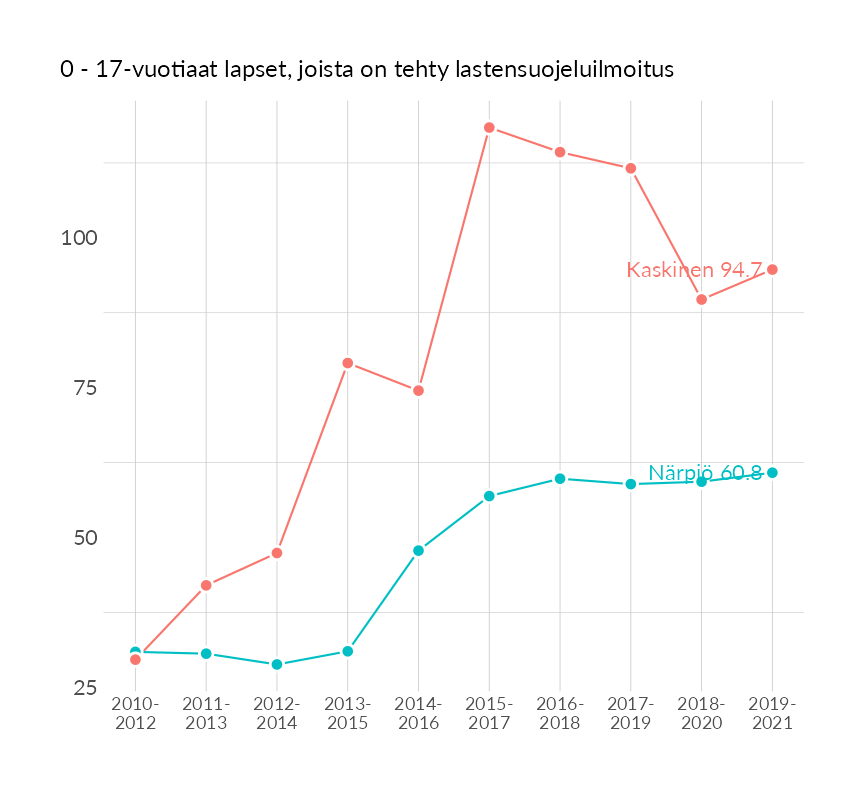 0 - 17-vuotiaat lapset, joista on tehty lastensuojeluilmoitus
100
Kaskinen 94.7
75
Närpiö 60.8
50
25
2010- 2011- 2012- 2013- 2014- 2015- 2016- 2017- 2018- 2019-
2012 2013 2014 2015 2016 2017 2018 2019 2020 2021